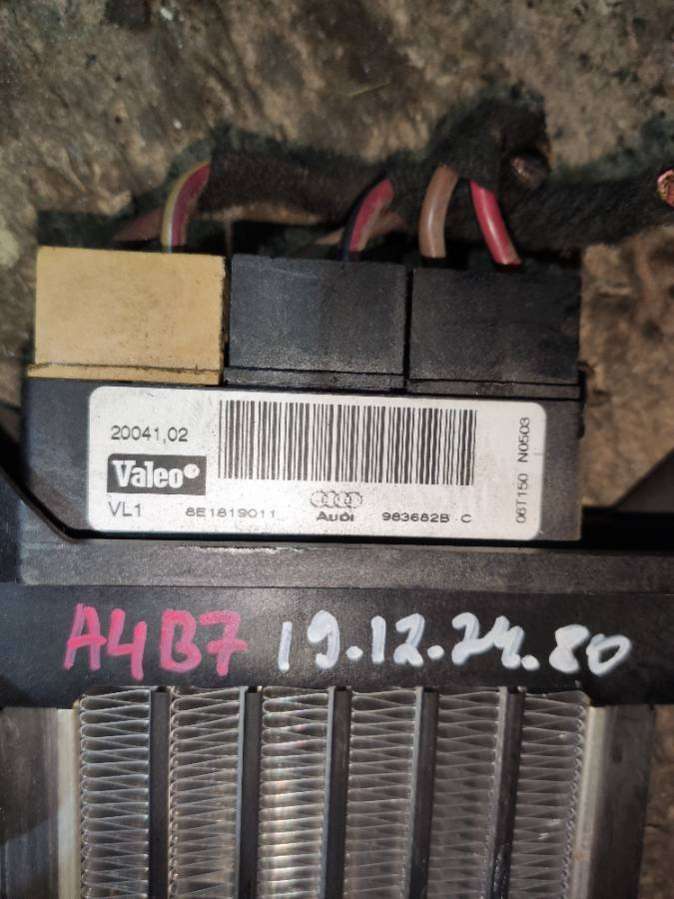 20041,02
Valeo
VL1
8E1819011
Audi
983682B C
06T150 N0503
A4B7 19.12.24.80